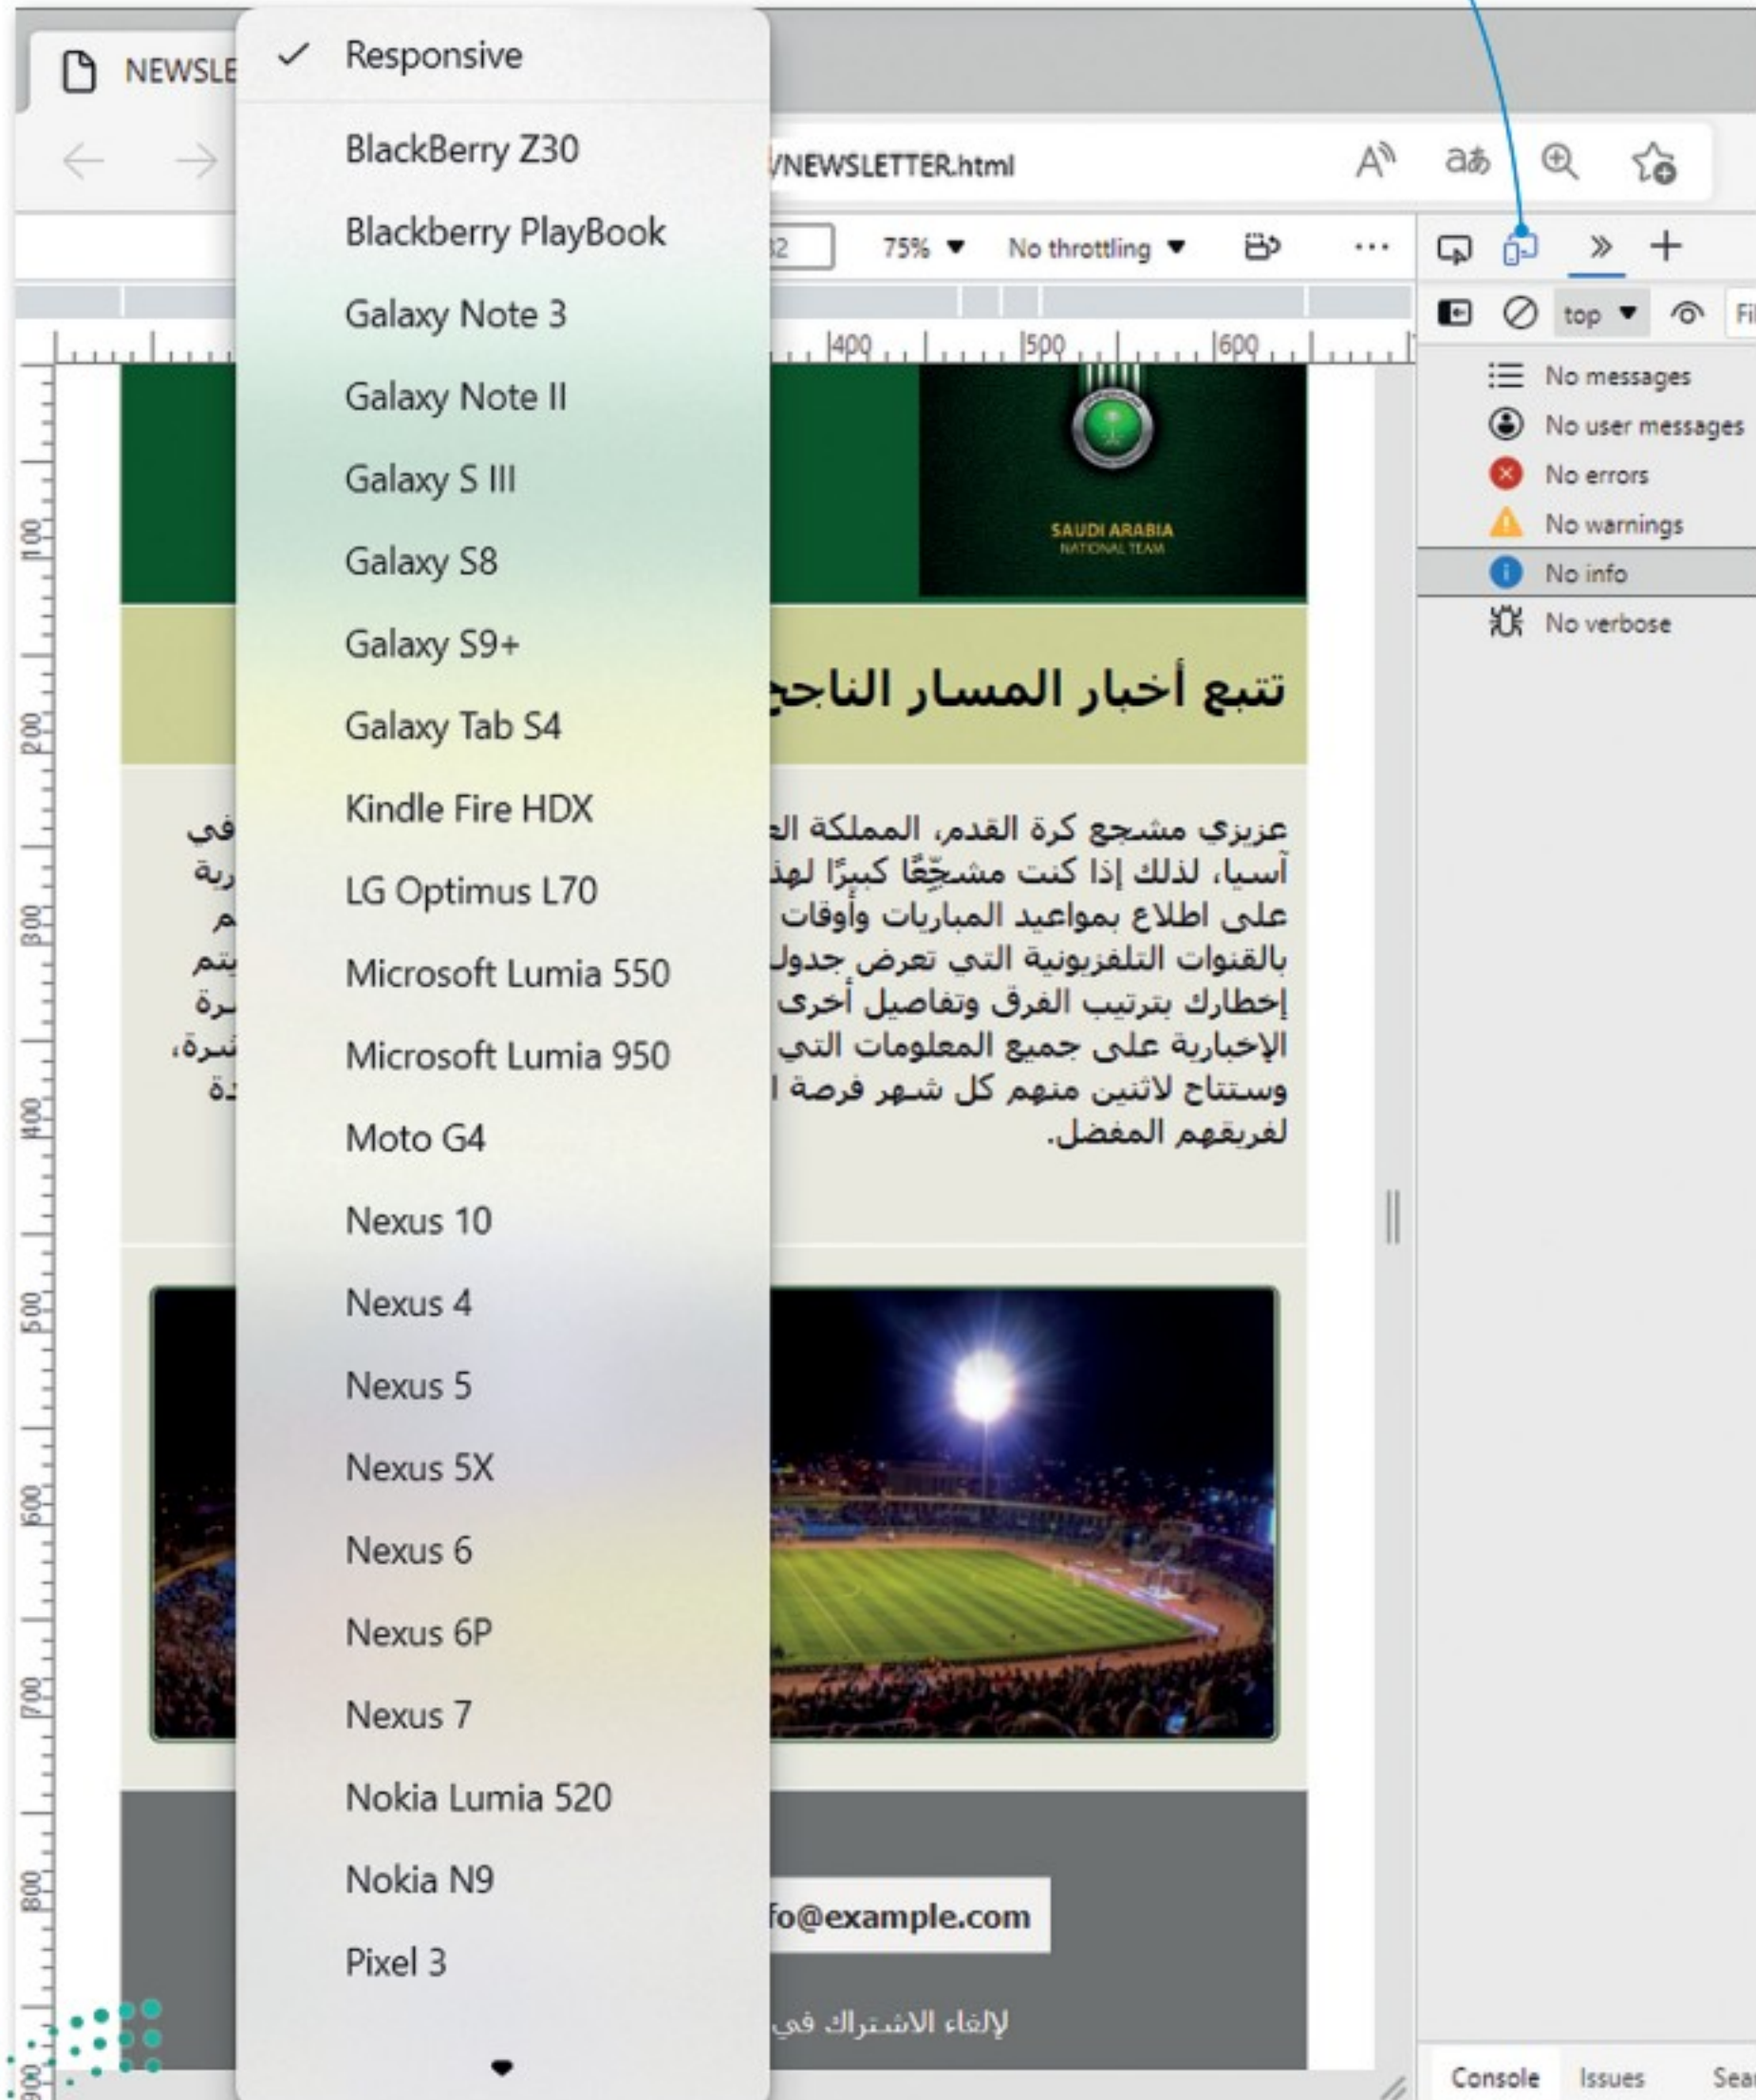 NEWSLE
Responsive
BlackBerry Z30
Blackberry PlayBook
Galaxy Note 3
Galaxy Note II
Galaxy S III
Galaxy S8
Galaxy S9+
Galaxy Tab S4
Kindle Fire HDX
LG Optimus L70
Microsoft Lumia 550
Microsoft Lumia 950
Moto G4
Nexus 10
Nexus 4
Nexus 5
Nexus 5X
Nexus 6
Nexus 6P
Nexus 7
Nokia Lumia 520
Nokia N9
Pixel 3
/NEWSLETTER.html
75%
No throttling
400
500
600
100
200
300
400
500
600
700
800
900
SAUDI ARABIA
NATIONAL TEAM
تتبع أخبار المسار الناجح
عزيزي مشجع كرة القدم، المملكة في
آسيا، لذلك إذا كنت مشجِّعًا كبيرًا
على اطلاع بمواعيد المباريات وأوقات
بالقنوات التلفزيونية التي تعرض
إخطارك بترتيب الفرق وتفاصيل أخرى
الإخبارية على جميع المعلومات التي
وستتاح لاثنين منهم كل شهر فرصة
لفريقهم المفضل.
fo@example.com
لإلغاء الاشتراك في
top
No messages
No user messages
No errors
No warnings
No info
No verbose
Console
Issues